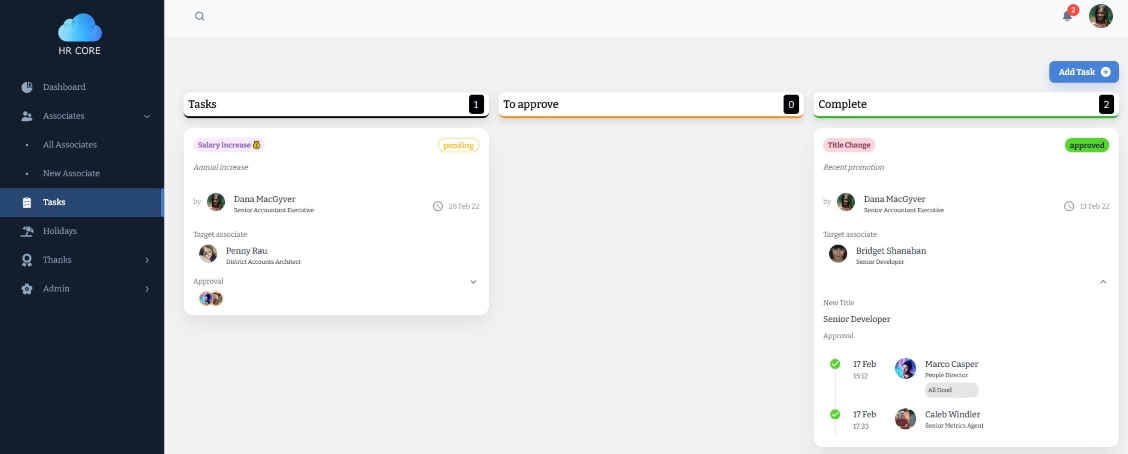 HR CORE
Dashboard
Associates
All Associates
New Associate
Tasks
Holidays
Thanks
Admin
2
Add Task
Tasks 1
Salary Increase pending
Annual increase
by Dana MacGyver
Senior Accountant Executive
28 Feb 22
Target associate
Penny Rau
District Accounts Architect
Approval
To approve 0
Complete 2
Title Change approved
Recent promotion
by Dana MacGyver
Senior Accountant Executive
13 Feb 22
Target associate
Bridget Shanahan
Senior Developer
New Title
Senior Developer
Approval
17 Feb Marco Casper
15:12 People Director
All Good
17 Feb Caleb Windler
17:33 Senior Metrics Agent